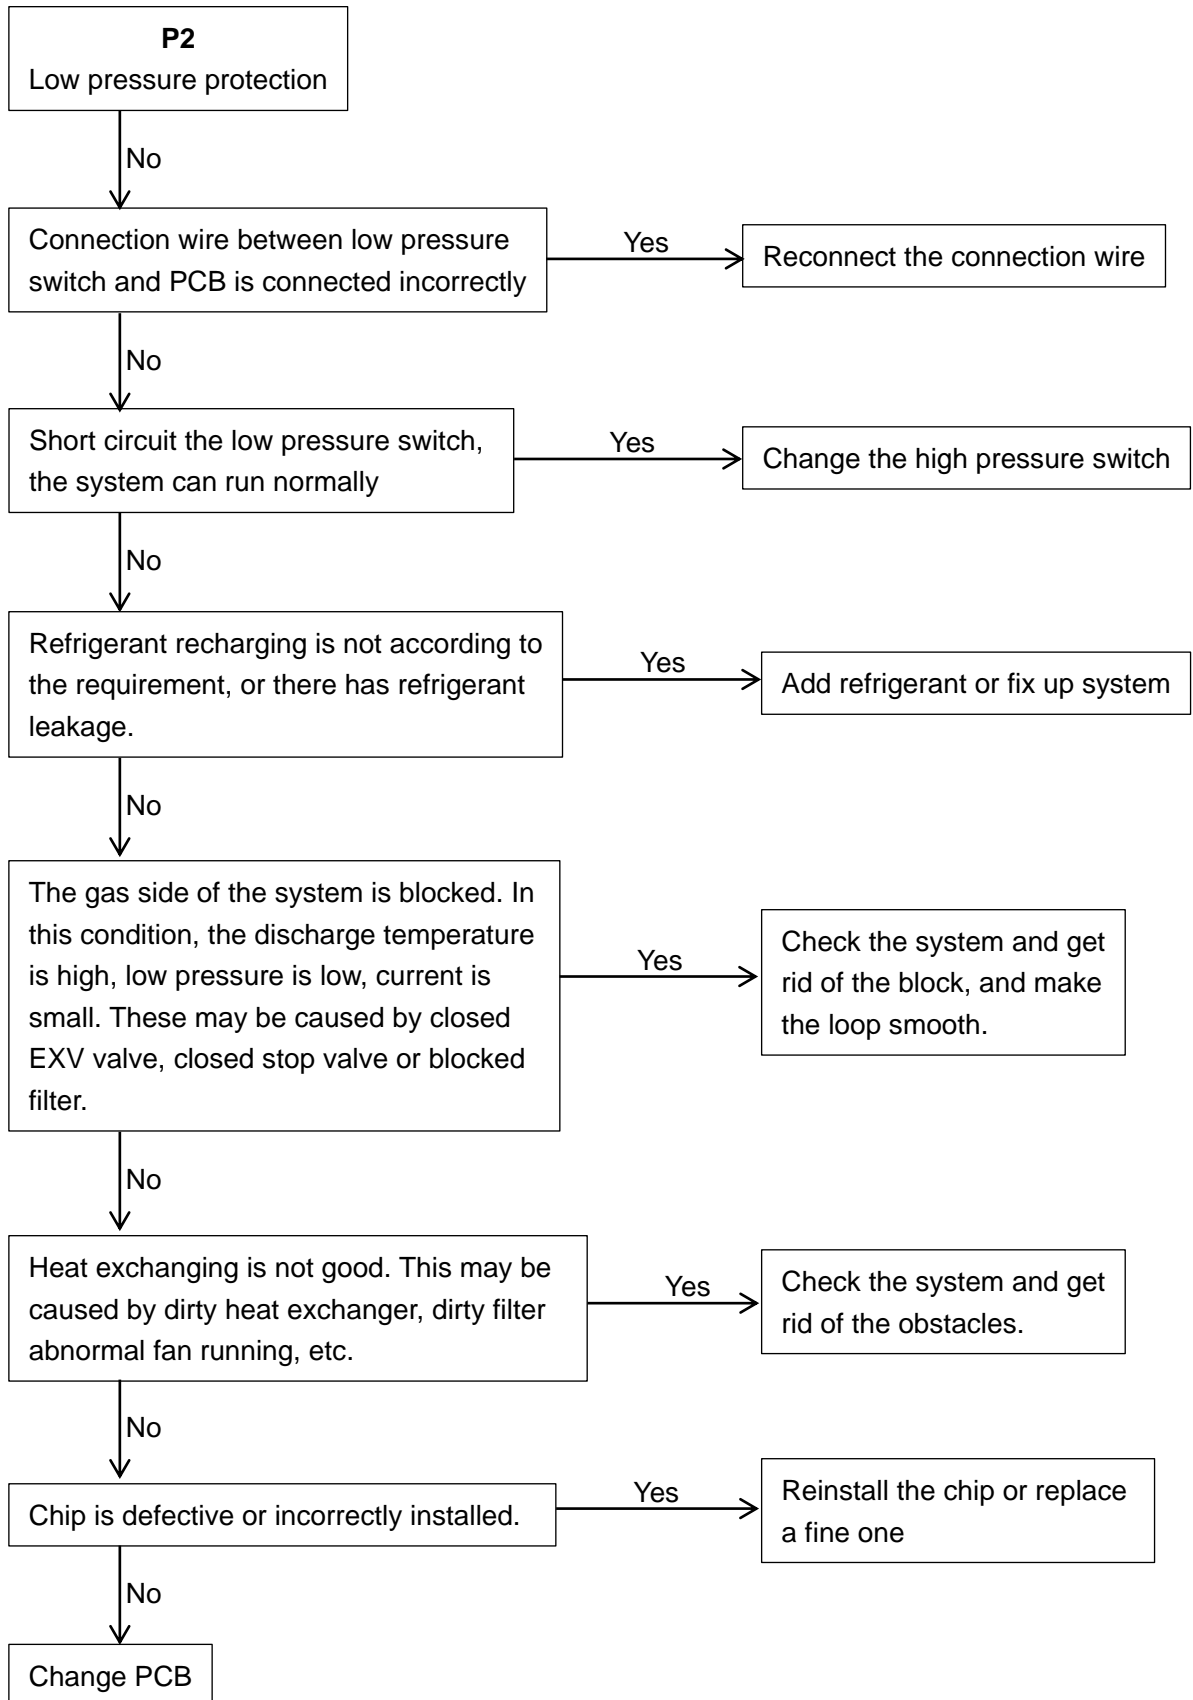 P2
Low pressure protection
No
Connection wire between low pressure
switch and PCB is connected incorrectly
Yes
Reconnect the connection wire
No
Short circuit the low pressure switch,
the system can run normally
Yes
Change the high pressure switch
No
Refrigerant recharging is not according to
the requirement, or there has refrigerant
leakage.
Yes
Add refrigerant or fix up system
No
The gas side of the system is blocked. In
this condition, the discharge temperature
is high, low pressure is low, current is
small. These may be caused by closed
EXV valve, closed stop valve or blocked
filter.
Yes
Check the system and get
rid of the block, and make
the loop smooth.
No
Heat exchanging is not good. This may be
caused by dirty heat exchanger, dirty filter
abnormal fan running, etc.
Yes
Check the system and get
rid of the obstacles.
No
Chip is defective or incorrectly installed.
Yes
Reinstall the chip or replace
a fine one
No
Change PCB